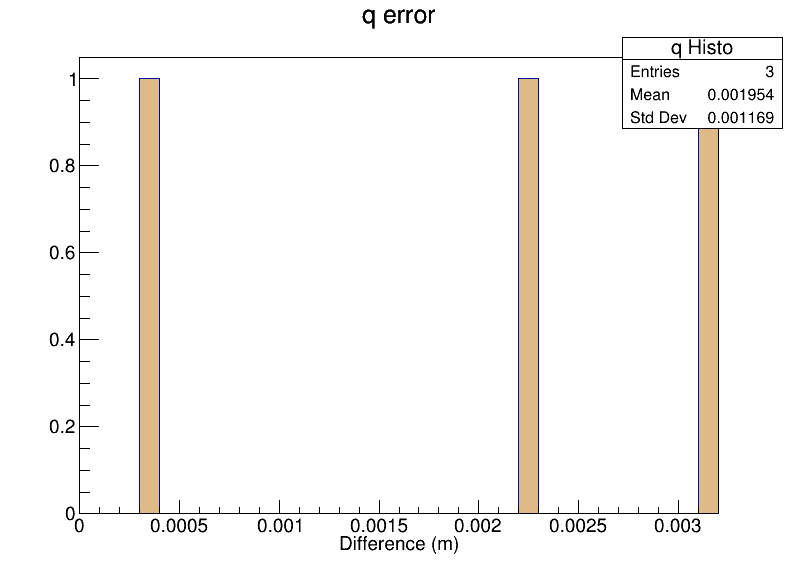 q error
q Histo
Entries 3
Mean 0.001954
Std Dev 0.001169
1
0.8
0.6
0.4
0.2
0
0 0.0005 0.001 0.0015 0.002 0.0025 0.003
Difference (m)